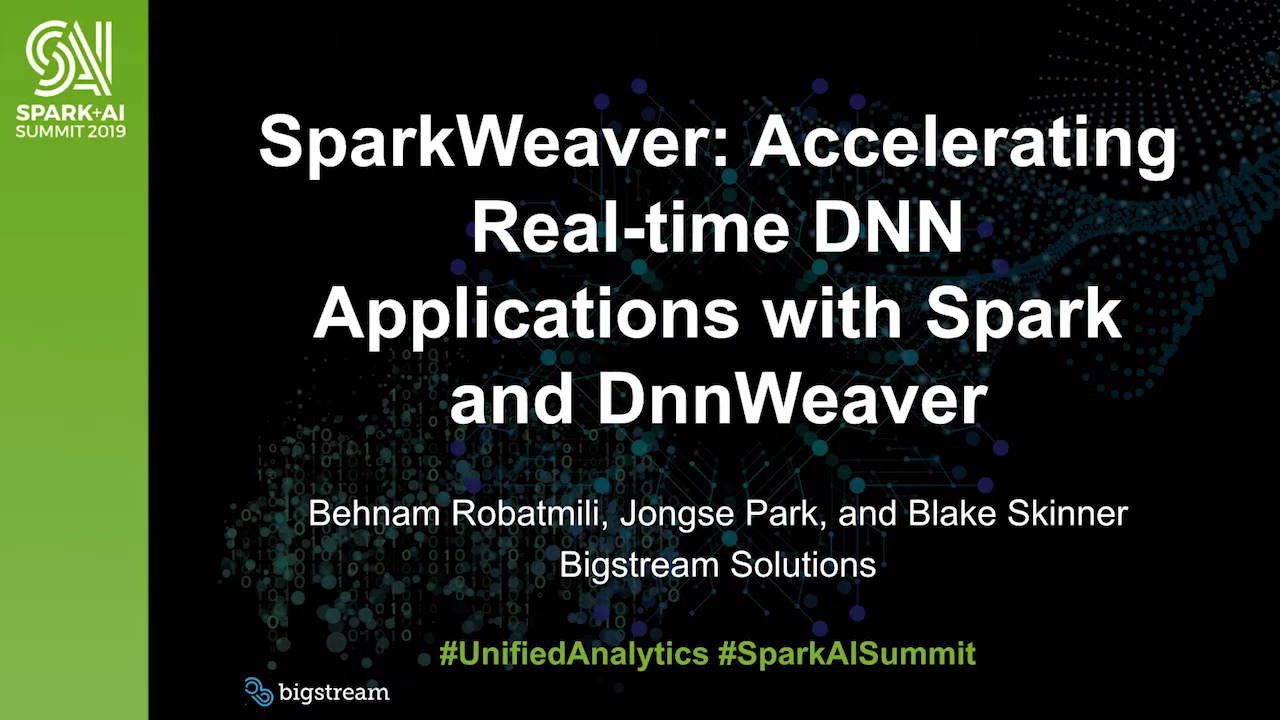 SPARK+AI
SUMMIT 2019
SparkWeaver: Accelerating
Real-time DNN
Applications with Spark
and DnnWeaver
Behnam Robatmili, Jongse Park, and Blake Skinner
Bigstream Solutions
#UnifiedAnalytics #SparkAISummit
bigstream